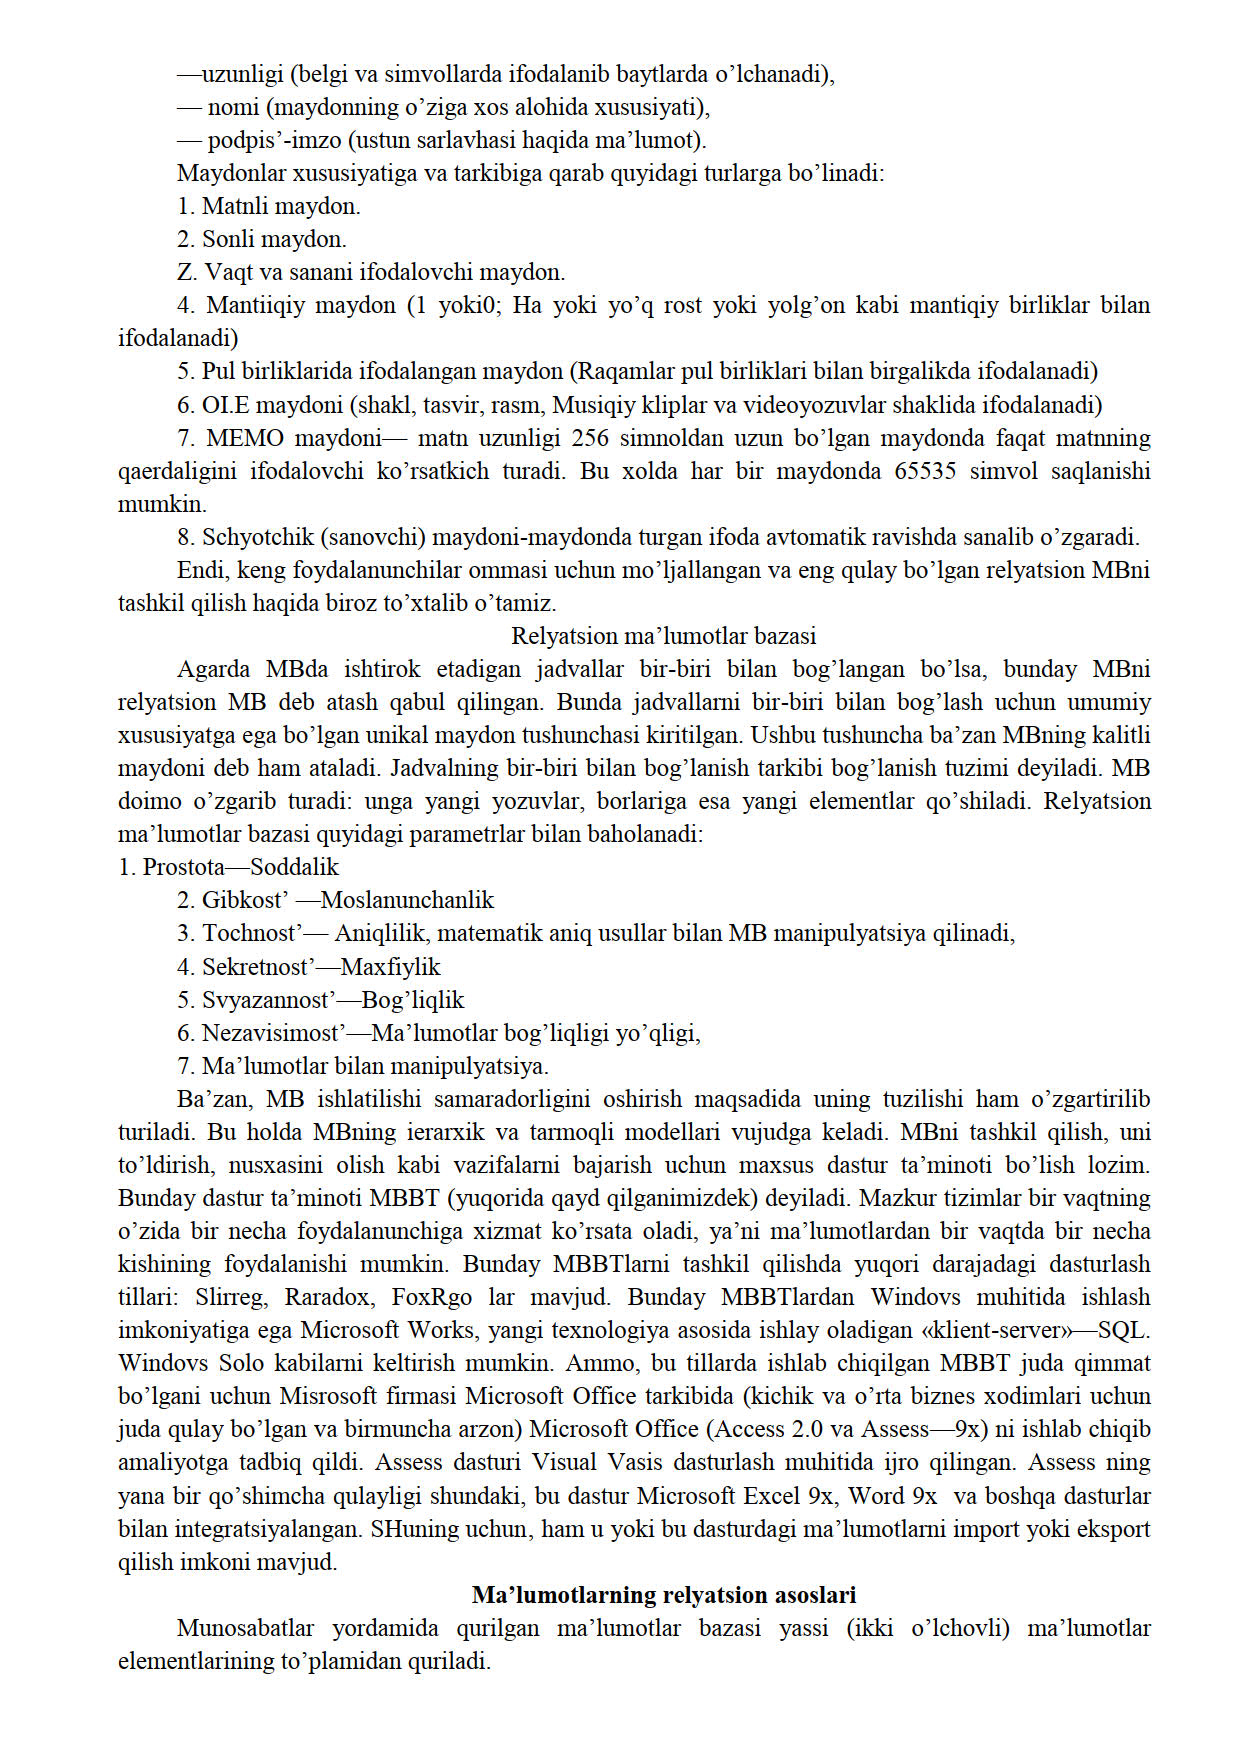 —uzunligi (belgi va simvollarda ifodalanib baytlarda o’lchanadi),
— nomi (maydonning o’ziga xos alohida xususiyati),
— podpis’-imzo (ustun sarlavhasi haqida ma’lumot).
Maydonlar xususiyatiga va tarkibiga qarab quyidagi turlarga bo’linadi:
1. Matnli maydon.
2. Sonli maydon.
Z. Vaqt va sanani ifodalovchi maydon.
4. Mantiiqiy maydon (1 yoki0; Ha yoki yo’q rost yoki yolg’on kabi mantiqiy birliklar bilan
ifodalanadi)
5. Pul birliklarida ifodalangan maydon (Raqamlar pul birliklari bilan birgalikda ifodalanadi)
6. OI.E maydoni (shakl, tasvir, rasm, Musiqiy kliplar va videoyozuvlar shaklida ifodalanadi)
7. MEMO maydoni— matn uzunligi 256 simnoldan uzun bo’lgan maydonda faqat matnning
qaerdaligini ifodalovchi ko’rsatkich turadi. Bu xolda har bir maydonda 65535 simvol saqlanishi
mumkin.
8. Schyotchik (sanovchi) maydoni-maydonda turgan ifoda avtomatik ravishda sanalib o’zgaradi.
Endi, keng foydalanunchilar ommasi uchun mo’ljallangan va eng qulay bo’lgan relyatsion MBni
tashkil qilish haqida biroz to’xtalib o’tamiz.
Relyatsion ma’lumotlar bazasi
Agarda MBda ishtirok etadigan jadvallar bir-biri bilan bog’langan bo’lsa, bunday MBni
relyatsion MB deb atash qabul qilingan. Bunda jadvallarni bir-biri bilan bog’lash uchun umumiy
xususiyatga ega bo’lgan unikal maydon tushunchasi kiritilgan. Ushbu tushuncha ba’zan MBning kalitli
maydoni deb ham ataladi. Jadvalning bir-biri bilan bog’lanish tarkibi bog’lanish tuzimi deyiladi. MB
doimo o’zgarib turadi: unga yangi yozuvlar, borlariga esa yangi elementlar qo’shiladi. Relyatsion
ma’lumotlar bazasi quyidagi parametrlar bilan baholanadi:
1. Prostota—Soddalik
2. Gibkost’ —Moslanunchanlik
3. Tochnost’— Aniqlilik, matematik aniq usullar bilan MB manipulyatsiya qilinadi,
4. Sekretnost’—Maxfiylik
5. Svyazannost’—Bog’liqlik
6. Nezavisimost’—Ma’lumotlar bog’liqligi yo’qligi,
7. Ma’lumotlar bilan manipulyatsiya.
Ba’zan, MB ishlatilishi samaradorligini oshirish maqsadida uning tuzilishi ham o’zgartirilib
turiladi. Bu holda MBning ierarxik va tarmoqli modellari vujudga keladi. MBni tashkil qilish, uni
to’ldirish, nusxasini olish kabi vazifalarni bajarish uchun maxsus dastur ta’minoti bo’lish lozim.
Bunday dastur ta’minoti MBBT (yuqorida qayd qilganimizdek) deyiladi. Mazkur tizimlar bir vaqtning
o’zida bir necha foydalanunchiga xizmat ko’rsata oladi, ya’ni ma’lumotlardan bir vaqtda bir necha
kishining foydalanishi mumkin. Bunday MBBTlarni tashkil qilishda yuqori darajadagi dasturlash
tillari: Slirreg, Raradox, FoxRgo lar mavjud. Bunday MBBTlardan Windovs muhitida ishlash
imkoniyatiga ega Microsoft Works, yangi texnologiya asosida ishlay oladigan «klient-server»—SQL.
Windovs Solo kabilarni keltirish mumkin. Ammo, bu tillarda ishlab chiqilgan MBBT juda qimmat
bo’lgani uchun Misrosoft firmasi Microsoft Office tarkibida (kichik va o’rta biznes xodimlari uchun
juda qulay bo’lgan va birmuncha arzon) Microsoft Office (Access 2.0 va Assess—9x) ni ishlab chiqib
amaliyotga tadbiq qildi. Assess dasturi Visual Vasis dasturlash muhitida ijro qilingan. Assess ning
yana bir qo’shimcha qulayligi shundaki, bu dastur Microsoft Excel 9x, Word 9x  va boshqa dasturlar
bilan integratsiyalangan. SHuning uchun, ham u yoki bu dasturdagi ma’lumotlarni import yoki eksport
qilish imkoni mavjud.
Ma’lumotlarning relyatsion asoslari
Munosabatlar yordamida qurilgan ma’lumotlar bazasi yassi (ikki o’lchovli) ma’lumotlar
elementlarining to’plamidan quriladi.